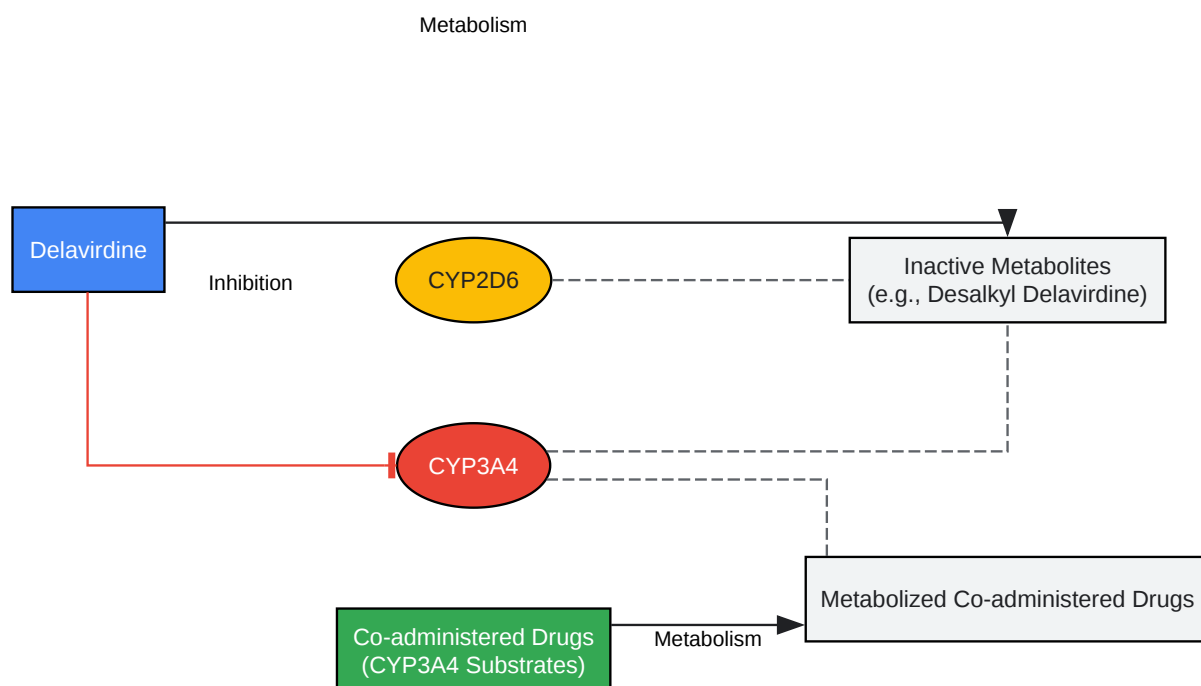 Metabolism
Delavirdine
Inhibition
CYP2D6
Inactive Metabolites
(e.g., Desalkyl Delavirdine)
CYP3A4
Metabolized Co-administered Drugs
Co-administered Drugs
(CYP3A4 Substrates)
Metabolism